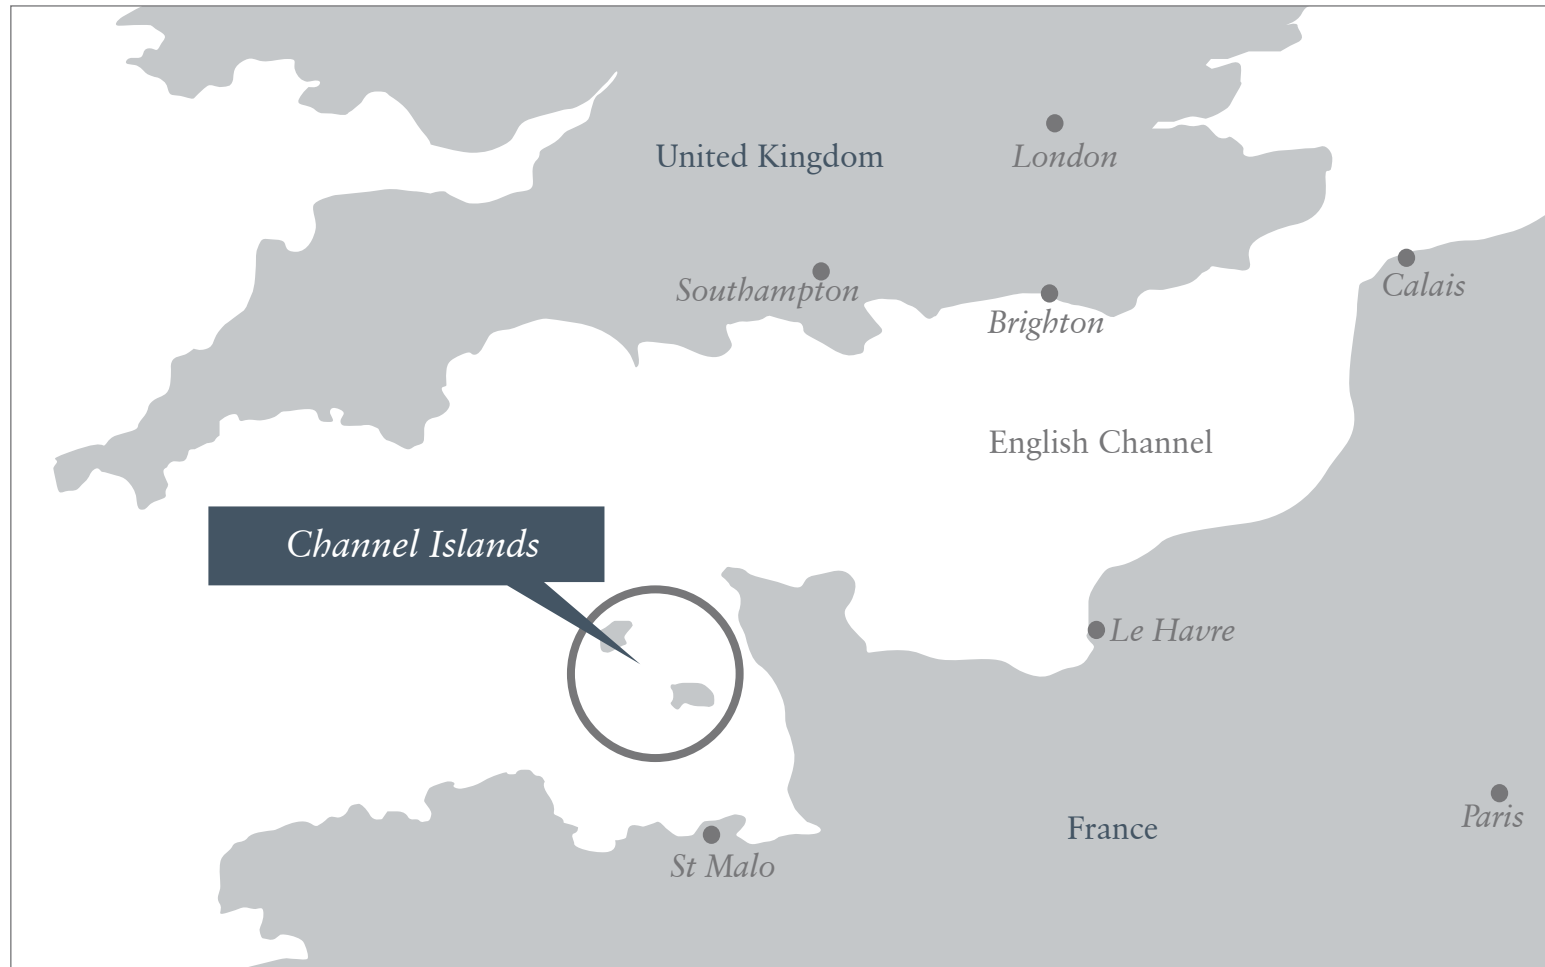 London
United Kingdom
Southampton
Calais
Brighton
English Channel
Channel Islands
Le Havre
Paris
France
St Malo